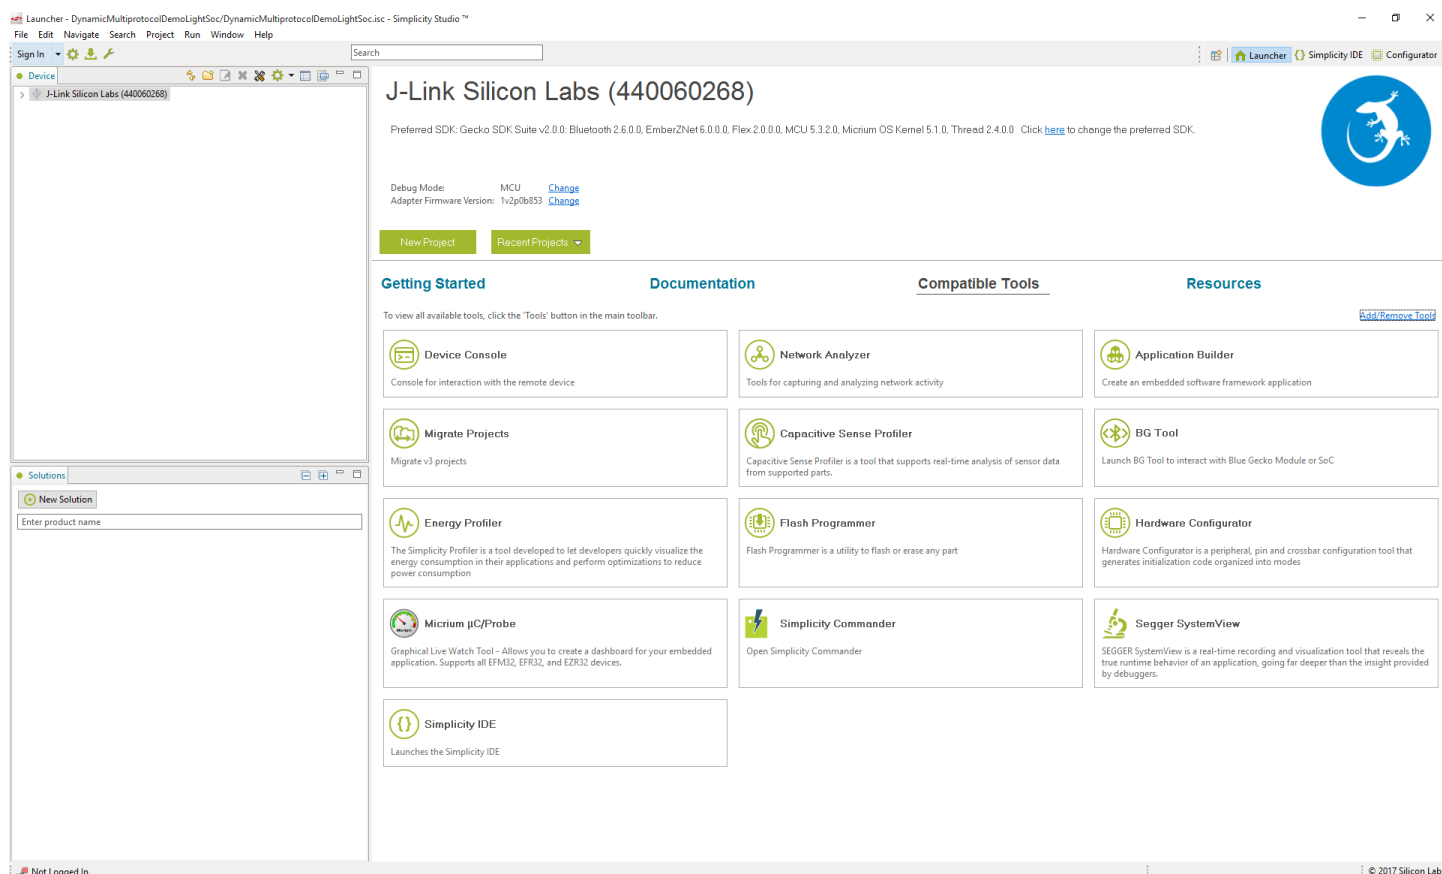 Launcher - DynamicMultiprotocolDemoLightSoc/DynamicMultiprotocolDemoLightSoc.isc - Simplicity Studio ™
File Edit Navigate Search Project Run Window Help
Sign In
Search
Launcher
Simplicity IDE
Configurator
Device
J-Link Silicon Labs (440060268)
J-Link Silicon Labs (440060268)
Preferred SDK: Gecko SDK Suite v2.0.0: Bluetooth 2.6.0.0, EmberZNet 6.0.0.0, Flex 2.0.0.0, MCU 5.3.2.0, Micrium OS Kernel 5.1.0, Thread 2.4.0.0 Click here to change the preferred SDK.
Debug Mode: MCU Change
Adapter Firmware Version: 1v2p0b853 Change
New Project
Recent Projects
Getting Started
Documentation
Compatible Tools
Resources
To view all available tools, click the 'Tools' button in the main toolbar.
Add/Remove Tools
Device Console
Console for interaction with the remote device
Network Analyzer
Tools for capturing and analyzing network activity
Application Builder
Create an embedded software framework application
Migrate Projects
Migrate v3 projects
Capacitive Sense Profiler
Capacitive Sense Profiler is a tool that supports real-time analysis of sensor data
from supported parts.
BG Tool
Launch BG Tool to interact with Blue Gecko Module or SoC
Solutions
New Solution
Enter product name
Energy Profiler
The Simplicity Profiler is a tool developed to let developers quickly visualize the
energy consumption in their applications and perform optimizations to reduce
power consumption
Flash Programmer
Flash Programmer is a utility to flash or erase any part
Hardware Configurator
Hardware Configurator is a peripheral, pin and crossbar configuration tool that
generates initialization code organized into modes
Micrium µC/Probe
Graphical Live Watch Tool - Allows you to create a dashboard for your embedded
application. Supports all EFM32, EFR32, and EZR32 devices.
Simplicity Commander
Open Simplicity Commander
Segger SystemView
SEGGER SystemView is a real-time recording and visualization tool that reveals the
true runtime behavior of an application, going far deeper than the insight provided
by debuggers.
Simplicity IDE
Launches the Simplicity IDE
Not Logged In
© 2017 Silicon Lab